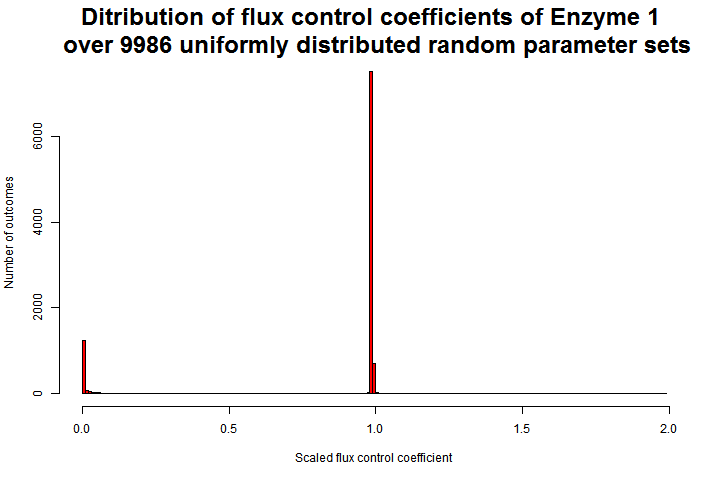 Ditribution of flux control coefficients of Enzyme 1
over 9986 uniformly distributed random parameter sets
6000
4000
2000
0
Number of outcomes
0.0 0.5 1.0 1.5 2.0
Scaled flux control coefficient